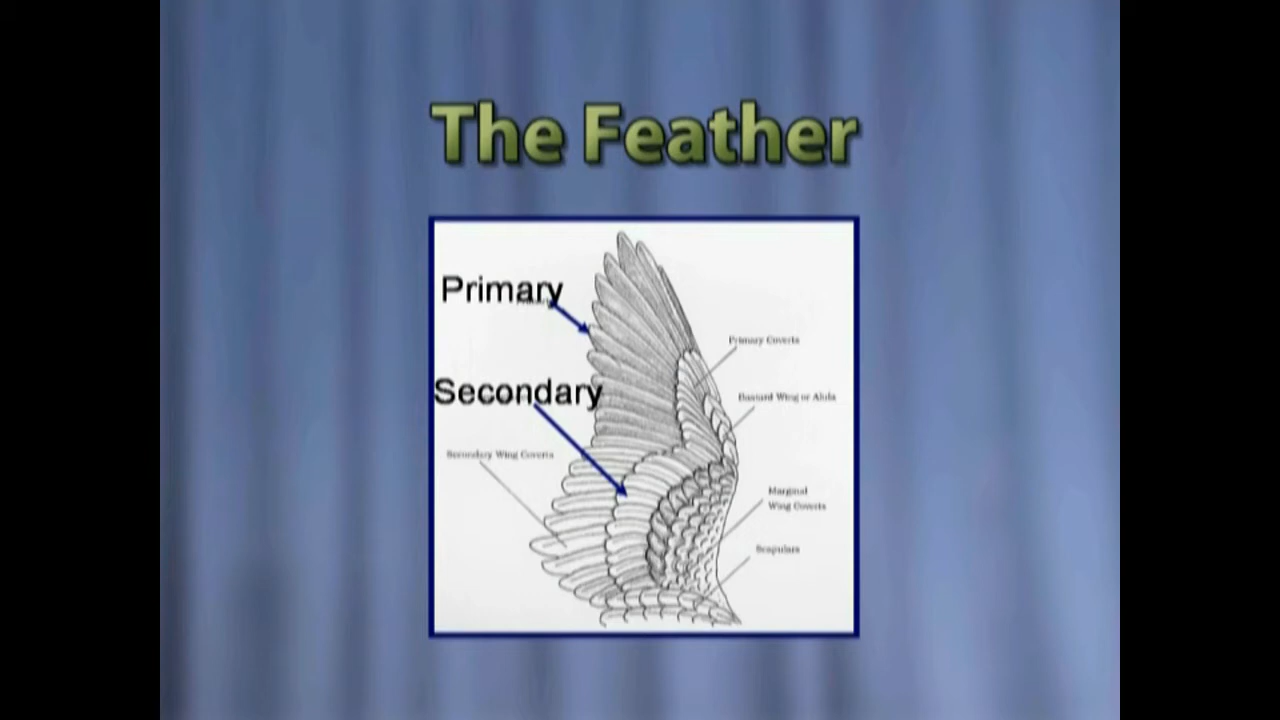 The Feather
Primary
Primary Coverts
Secondary
Bastard Wing or Alula
Secondary Wing Coverts
Marginal
Wing Coverts
Scapulars